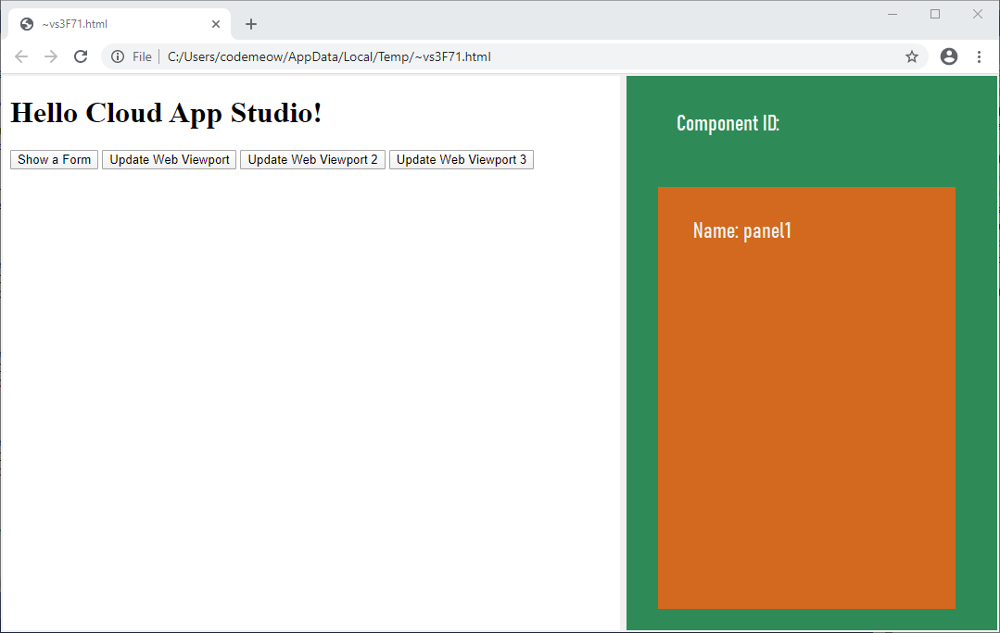 ~vs3F71.html
File C:/Users/codemeow/AppData/Local/Temp/~vs3F71.html
Hello Cloud App Studio!
Show a Form Update Web Viewport Update Web Viewport 2 Update Web Viewport 3
Component ID:
Name: panel1